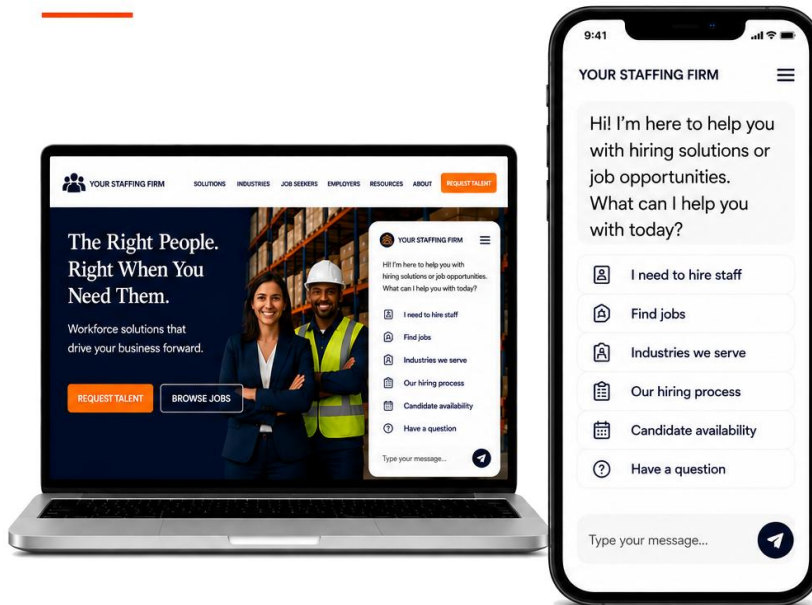 YOUR STAFFING FIRM
SOLUTIONS INDUSTRIES JOB SEEKERS EMPLOYERS RESOURCES ABOUT REQUEST TALENT
The Right People.
Right When You
Need Them.
Workforce solutions that
drive your business forward.
REQUEST TALENT BROWSE JOBS
YOUR STAFFING FIRM
Hi! I'm here to help you with
hiring solutions or job opportunities.
What can I help you with today?
I need to hire staff
Find jobs
Industries we serve
Our hiring process
Candidate availability
Have a question
Type your message...
9:41
YOUR STAFFING FIRM
Hi! I'm here to help you
with hiring solutions or
job opportunities.
What can I help you
with today?
I need to hire staff
Find jobs
Industries we serve
Our hiring process
Candidate availability
Have a question
Type your message...